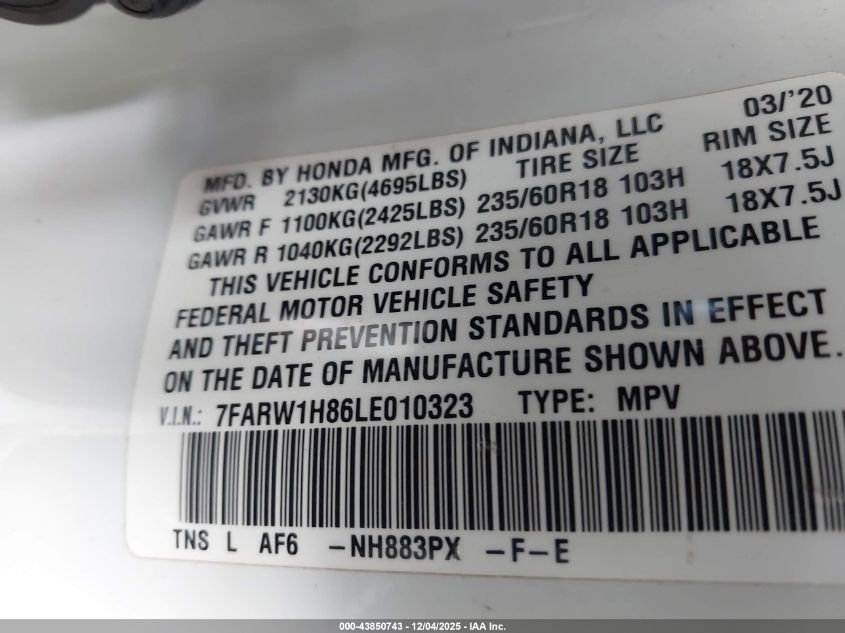 03/'20
MFD. BY HONDA MFG. OF INDIANA, LLC
GVWR 2130KG(4695LBS) TIRE SIZE RIM SIZE
GAWR F 1100KG(2425LBS) 235/60R18 103H 18X7.5J
GAWR R 1040KG(2292LBS) 235/60R18 103H 18X7.5J
THIS VEHICLE CONFORMS TO ALL APPLICABLE
FEDERAL MOTOR VEHICLE SAFETY
AND THEFT PREVENTION STANDARDS IN EFFECT
ON THE DATE OF MANUFACTURE SHOWN ABOVE.
V.I.N.: 7FARW1H86LE010323 TYPE: MPV
TNS L AF6 -NH883PX -F-E
000-43850743 - 12/04/2025 - IAA Inc.